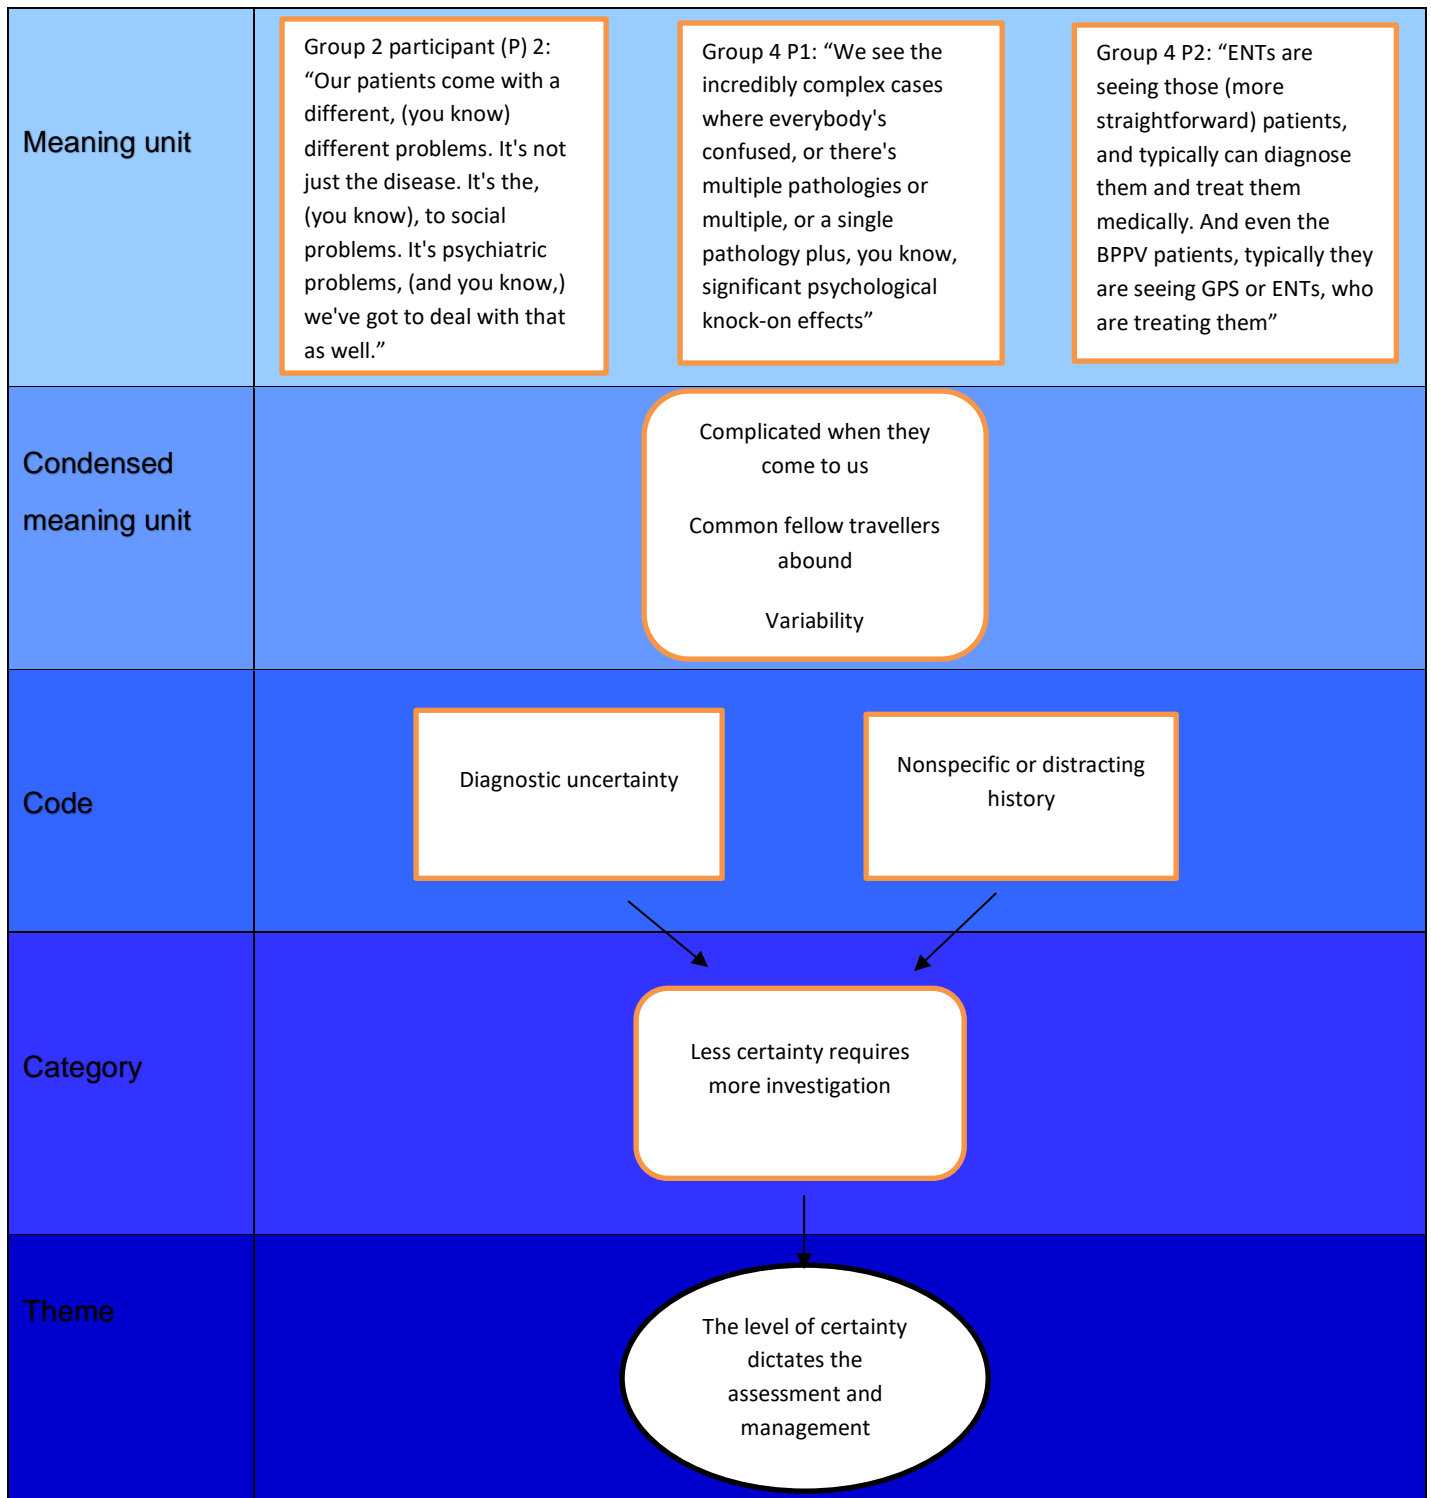 Meaning unit
Group 2 participant (P) 2:
“Our patients come with a
different, (you know)
different problems. It's not
just the disease. It's the,
(you know), to social
problems. It's psychiatric
problems, (and you know,)
we've got to deal with that
as well.”
Group 4 P1: “We see the
incredibly complex cases
where everybody's
confused, or there's
multiple pathologies or
multiple, or a single
pathology plus, you know,
significant psychological
knock-on effects”
Group 4 P2: “ENTs are
seeing those (more
straightforward) patients,
and typically can diagnose
them and treat them
medically. And even the
BPPV patients, typically they
are seeing GPS or ENTs, who
are treating them”
Condensed
meaning unit
Complicated when they
come to us
Common fellow travellers
abound
Variability
Code
Diagnostic uncertainty
Nonspecific or distracting
history
Category
Less certainty requires
more investigation
Theme
The level of certainty
dictates the
assessment and
management